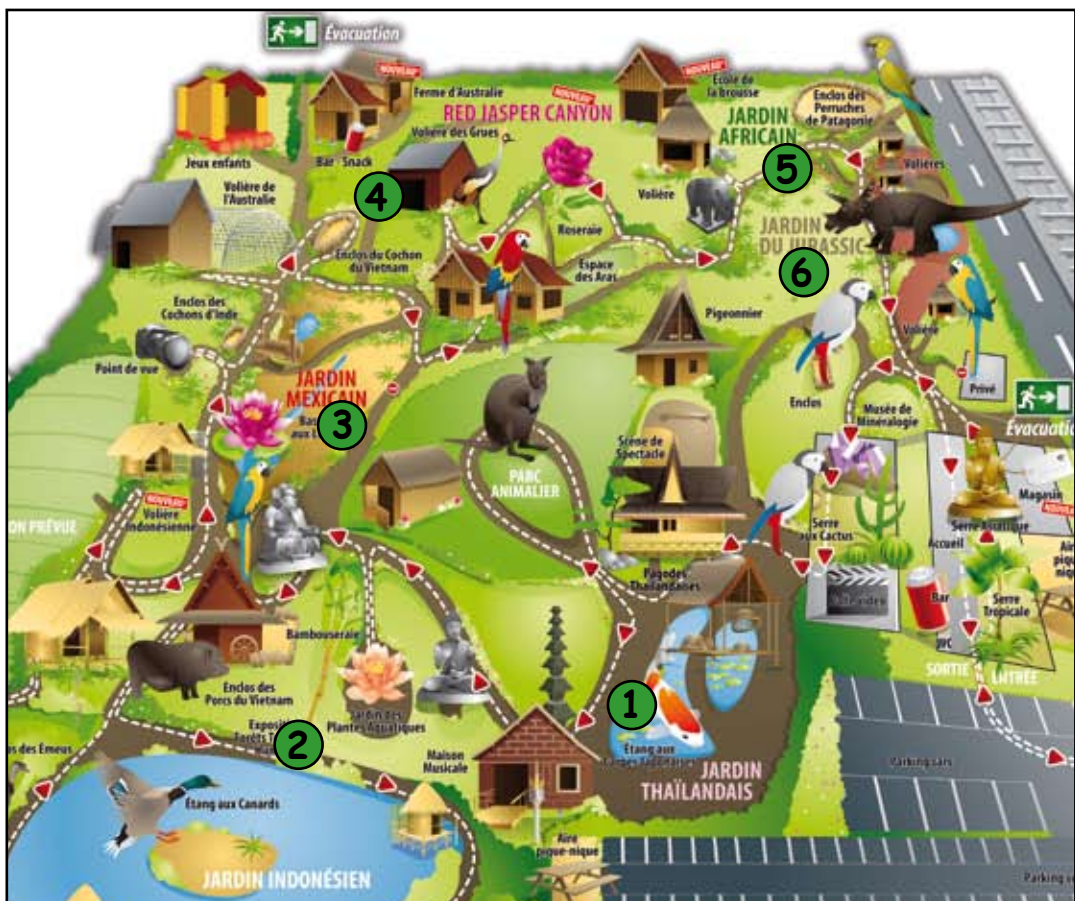 Évacuation
NOUVEAU
Ferme d'Australie
NOUVEAU
École de
la brousse
NOUVEAU
RED JASPER CANYON
JARDIN
AFRICAIN
Enclos des
Perruches
de Patagonie
Volière des Grues
Jeux enfants
Bar - Snack
5
Volières
4
Volière de
l'Australie
Volière
Roseraie
JARDIN
DU JURASSIC
Enclos du Cochon
du Vietnam
Espace
des Aras
6
Enclos des
Cochons d'Inde
Pigeonnier
Volière
Point de vue
JARDIN
MEXICAIN
3
Privé
Enclos
Musée de
Minéralogie
Évacuation
Scène de
Spectacle
PARC
ANIMALIER
NOUVEAU
Volière
Indonésienne
ON PRÉVUE
Magasin
Serre
aux Cactus
Serre Asiatique
Accueil
Pagodes
Thaïlandaises
Bar
Serre
Tropicale
Bambouseraie
SORTIE
ENTRÉE
Enclos des
Porcs du Vietnam
Jardin des
Plantes Aquatiques
1
2
Maison
Musicale
Étang aux
Carpes Japonaises
JARDIN
THAÏLANDAIS
Parking cars
des Émeus
Étang aux Canards
Aire
pique-nique
JARDIN INDONÉSIEN
Parking